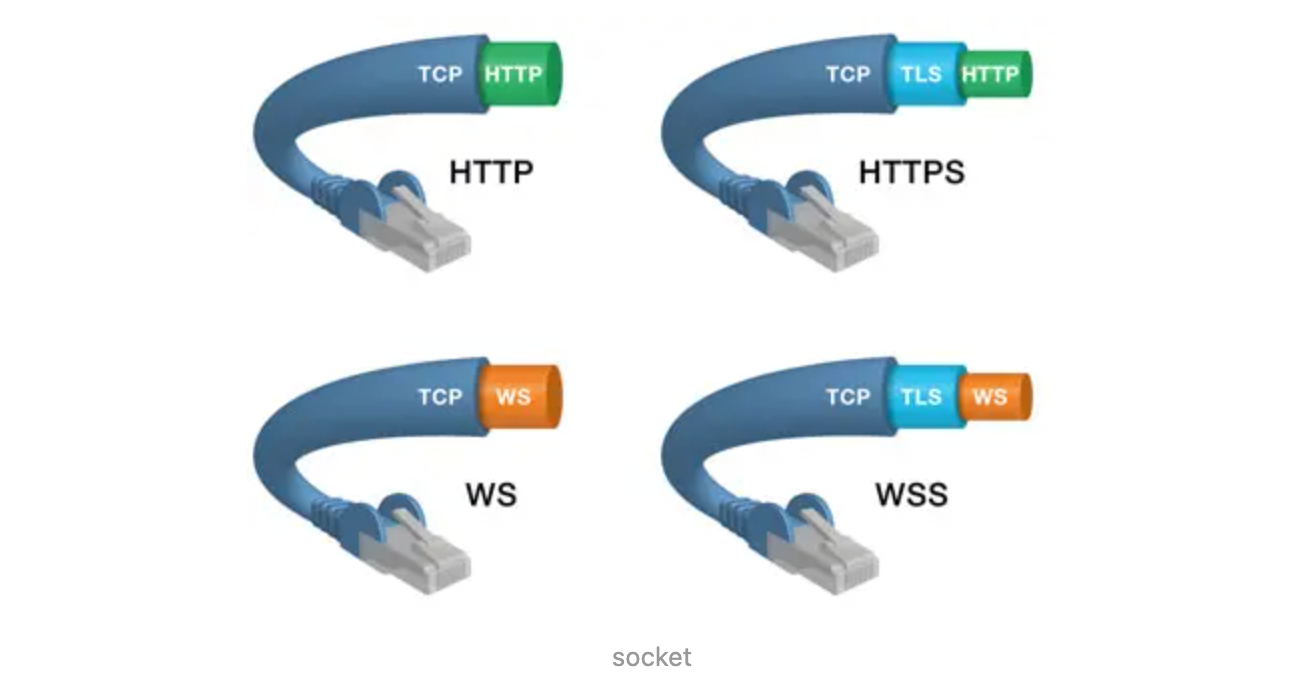 TCP HTTP
HTTP
TCP TLS HTTP
HTTPS
TCP WS
WS
TCP TLS WS
WSS
socket